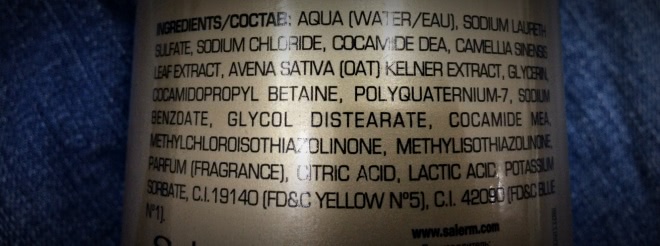 INGREDIENTS/COCTAB: AQUA (WATER/EAU), SODIUM LAURETH
SULFATE, SODIUM CHLORIDE, COCAMIDE DEA, CAMELLIA SINENSIS
LEAF EXTRACT, AVENA SATIVA (OAT) KELNER EXTRACT, GLYCERIN,
COCAMIDOPROPYL BETAINE, POLYQUATERNIUM-7, SODIUM
BENZOATE, GLYCOL DISTEARATE, COCAMIDE MEA,
METHYLCHLOROISOTHIAZOLINONE, METHYLISOTHIAZOLINONE,
PARFUM (FRAGRANCE), CITRIC ACID, LACTIC ACID, POTASSIUM
SORBATE, C.I. 19140 (FD&C YELLOW Nº5), C.I. 42090 (FD&C BLUE
Nº1).
www.salerm.com